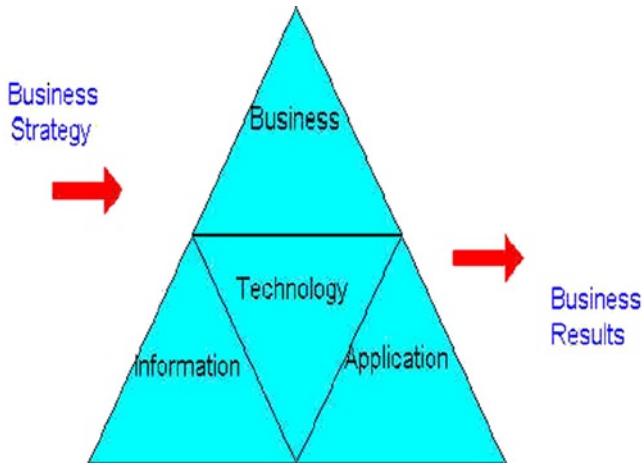 Business
Strategy
Business
Technology
Information
Application
Business
Results